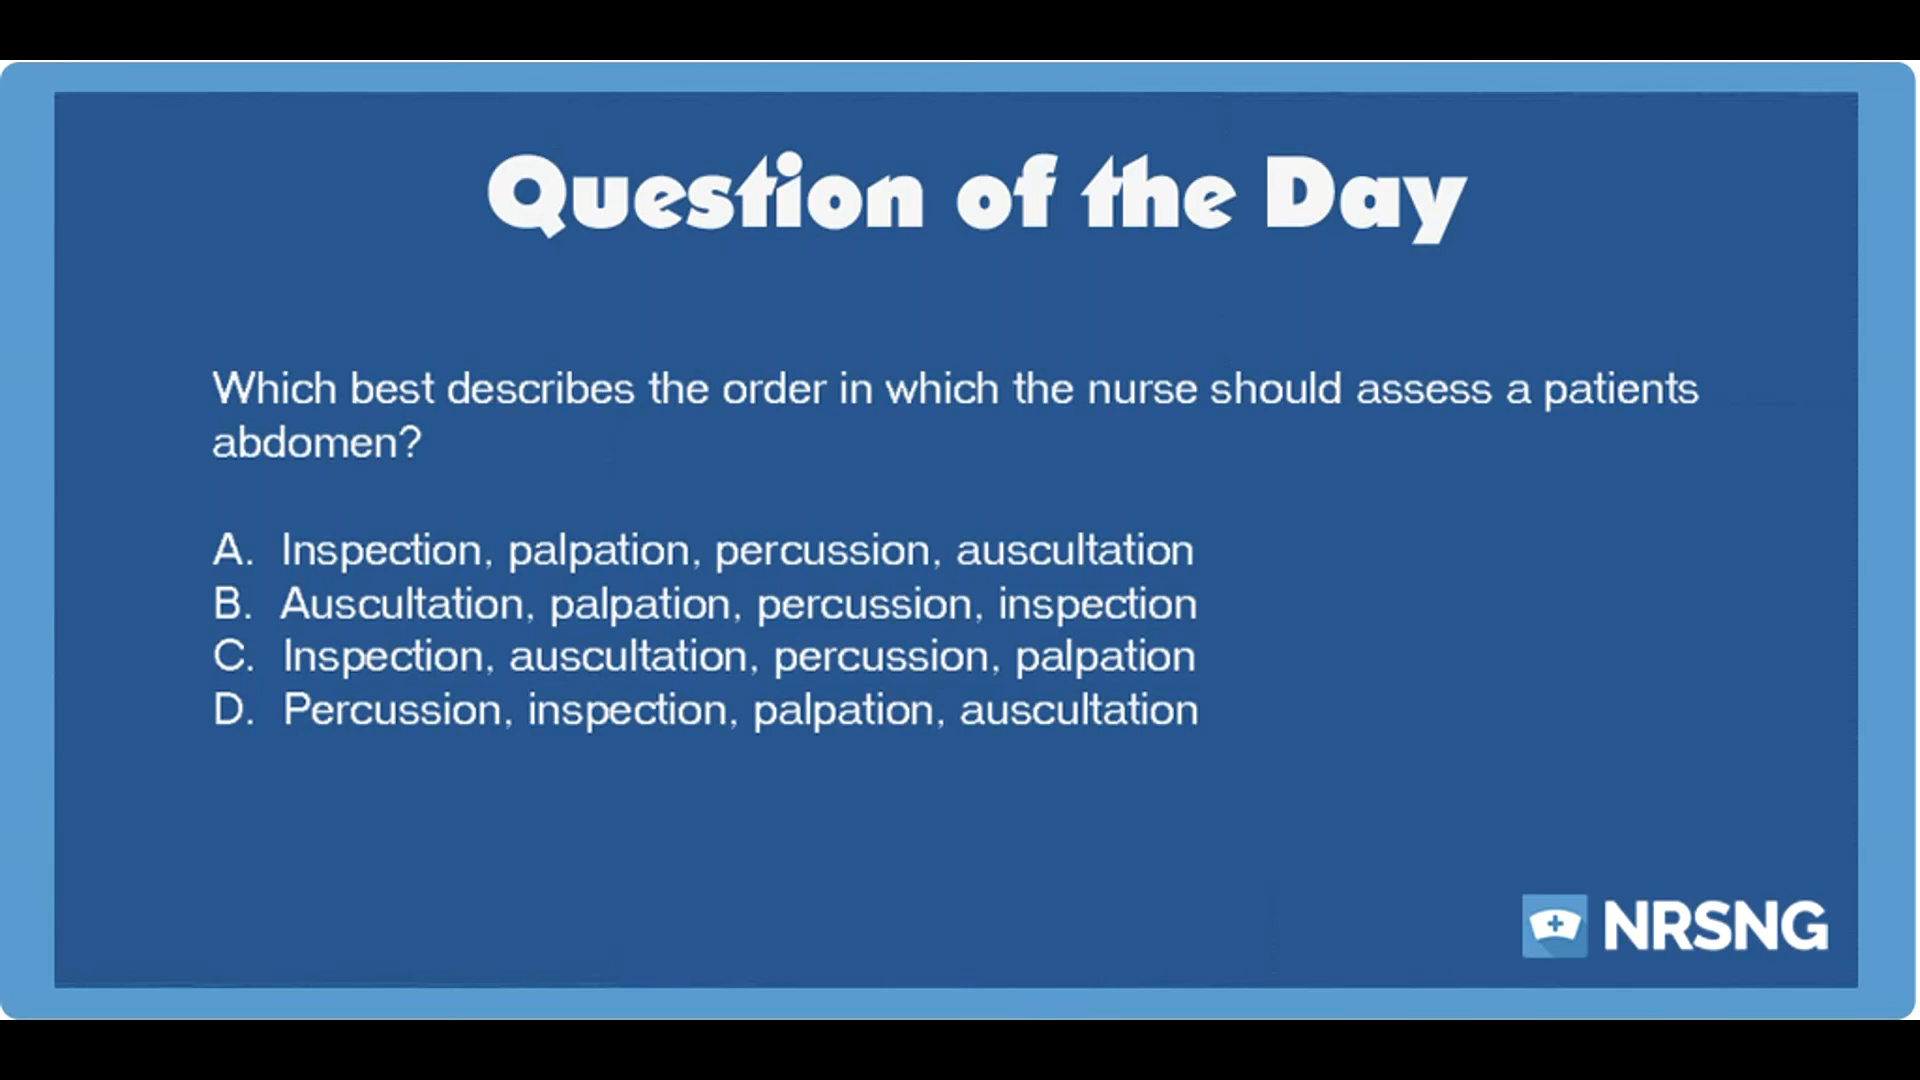 Question of the Day
Which best describes the order in which the nurse should assess a patients
abdomen?
A. Inspection, palpation, percussion, auscultation
B. Auscultation, palpation, percussion, inspection
C. Inspection, auscultation, percussion, palpation
D. Percussion, inspection, palpation, auscultation
NRSNG